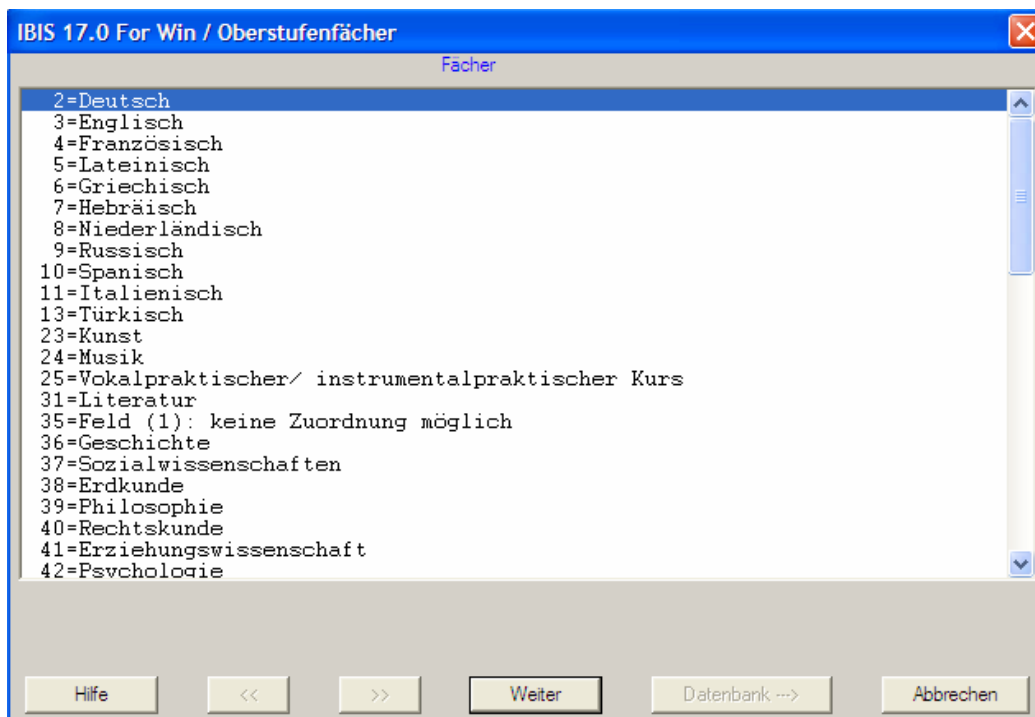 IBIS 17.0 For Win / Oberstufenfächer
Fächer
2=Deutsch
3=Englisch
4=Französisch
5=Lateinisch
6=Griechisch
7=Hebräisch
8=Niederländisch
9=Russisch
10=Spanisch
11=Italienisch
13=Türkisch
23=Kunst
24=Musik
25=Vokalpraktischer/ instrumentalpraktischer Kurs
31=Literatur
35=Feld (1): keine Zuordnung möglich
36=Geschichte
37=Sozialwissenschaften
38=Erdkunde
39=Philosophie
40=Rechtskunde
41=Erziehungswissenschaft
42=Psychologie
Hilfe << >> Weiter Datenbank ---> Abbrechen